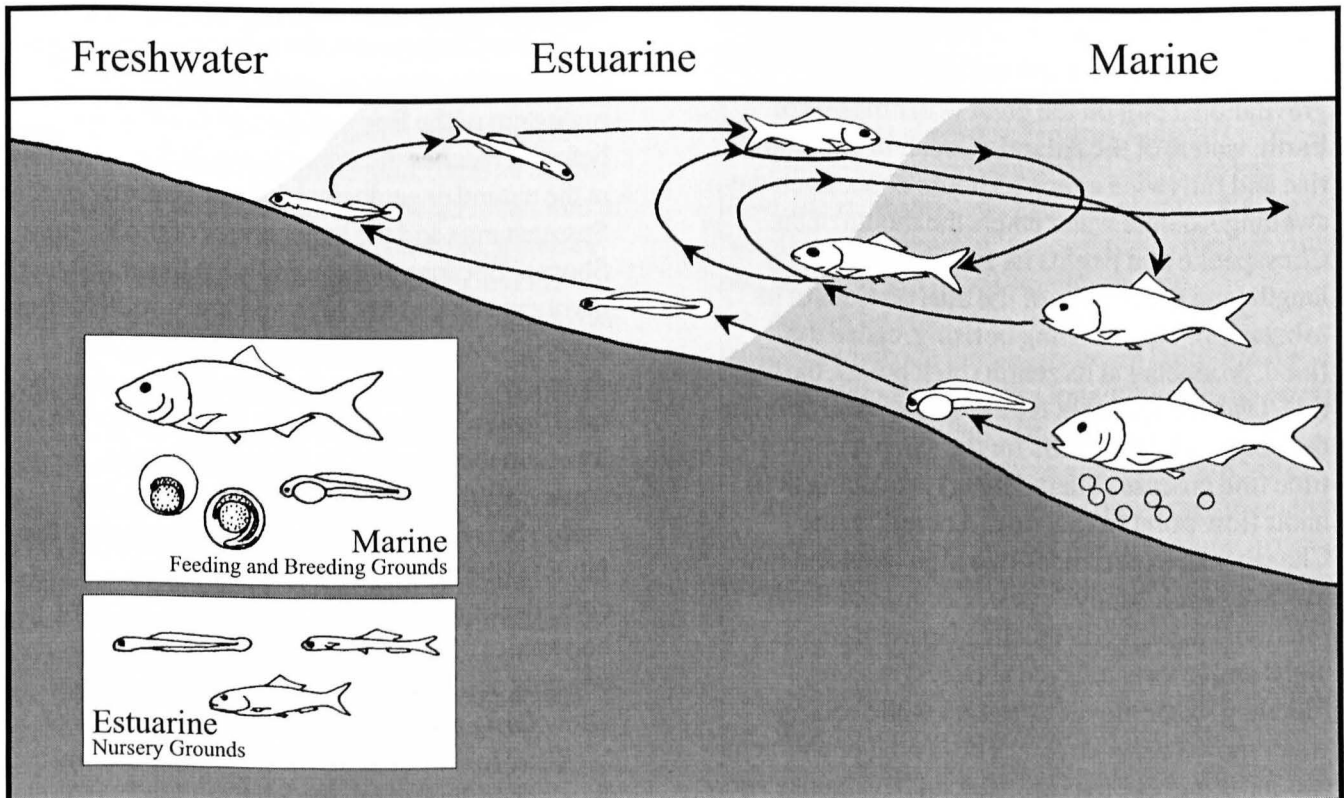 Freshwater Estuarine Marine
Marine
Feeding and Breeding Grounds
Estuarine
Nursery Grounds